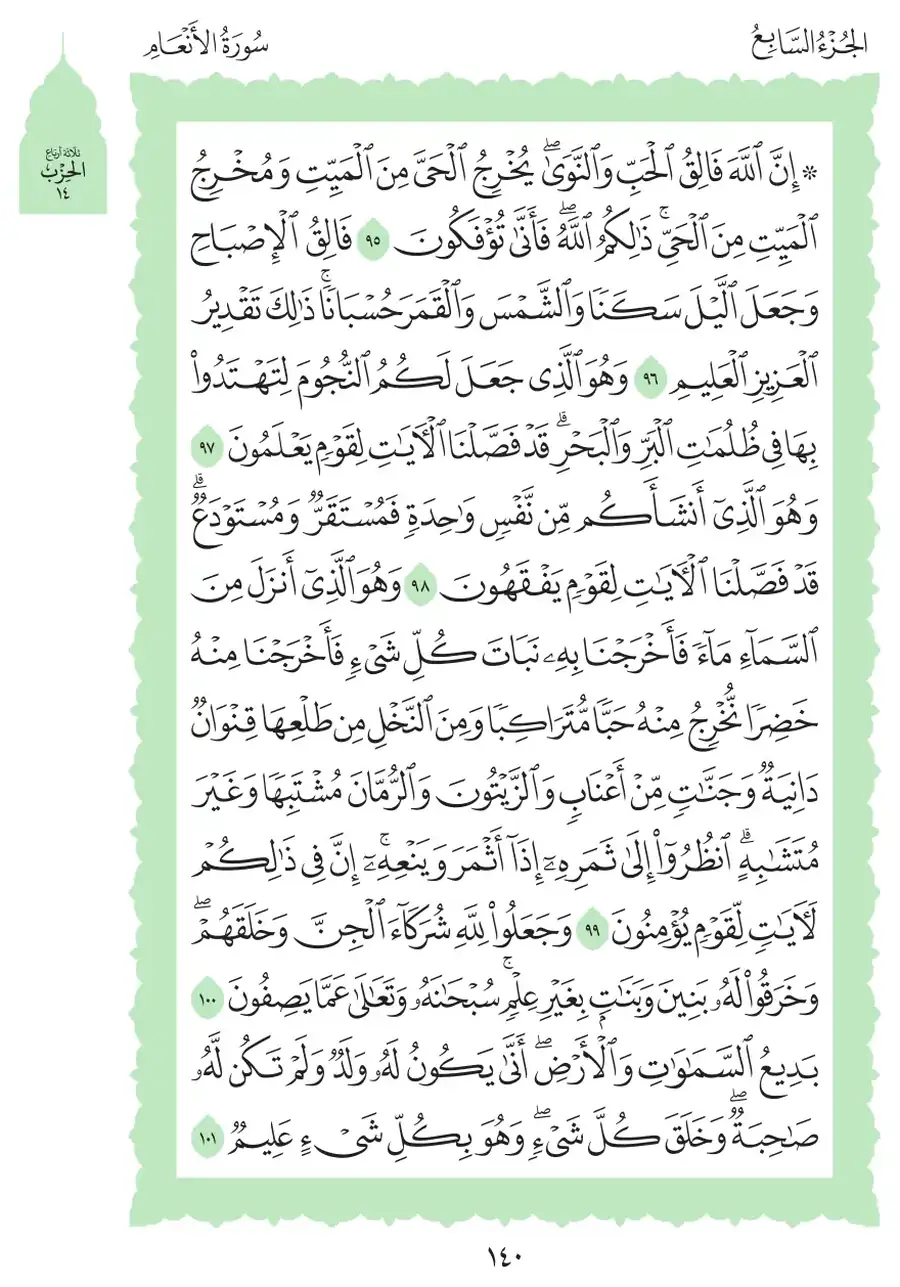 الجُزْءُ السَّابِعُ
سُورَةُ الأَنْعَامِ
ثلاثة أرباع
الحِزْبُ
١٤
۞ إِنَّ ٱللَّهَ فَالِقُ ٱلْحَبِّ وَٱلنَّوَىٰۖ يُخْرِجُ ٱلْحَيَّ مِنَ ٱلْمَيِّتِ وَمُخْرِجُ
ٱلْمَيِّتِ مِنَ ٱلْحَيِّۚ ذَٰلِكُمُ ٱللَّهُۖ فَأَنَّىٰ تُؤْفَكُونَ ٩٥ فَالِقُ ٱلْإِصْبَاحِ
وَجَعَلَ ٱلَّيْلَ سَكَنٗا وَٱلشَّمْسَ وَٱلْقَمَرَ حُسْبَانٗاۚ ذَٰلِكَ تَقْدِيرُ
ٱلْعَزِيزِ ٱلْعَلِيمِ ٩٦ وَهُوَ ٱلَّذِي جَعَلَ لَكُمُ ٱلنُّجُومَ لِتَهْتَدُواْ
بِهَا فِي ظُلُمَٰتِ ٱلْبَرِّ وَٱلْبَحْرِۗ قَدْ فَصَّلْنَا ٱلْأٓيَٰتِ لِقَوْمٖ يَعْلَمُونَ ٩٧
وَهُوَ ٱلَّذِيٓ أَنشَأَكُم مِّن نَّفْسٖ وَٰحِدَةٖ فَمُسْتَقَرّٞ وَمُسْتَوْدَعٞۗ
قَدْ فَصَّلْنَا ٱلْأٓيَٰتِ لِقَوْمٖ يَفْقَهُونَ ٩٨ وَهُوَ ٱلَّذِيٓ أَنزَلَ مِنَ
ٱلسَّمَآءِ مَآءٗ فَأَخْرَجْنَا بِهِۦ نَبَاتَ كُلِّ شَيْءٖ فَأَخْرَجْنَا مِنْهُ
خَضِرٗا نُّخْرِجُ مِنْهُ حَبّٗا مُّتَرَاكِبٗا وَمِنَ ٱلنَّخْلِ مِن طَلْعِهَا قِنْوَانٞ
دَانِيَةٞ وَجَنَّٰتٖ مِّنْ أَعْنَابٖ وَٱلزَّيْتُونَ وَٱلرُّمَّانَ مُشْتَبِهٗا وَغَيْرَ
مُتَشَٰبِهٍۗ ٱنظُرُوٓاْ إِلَىٰ ثَمَرِهِۦٓ إِذَآ أَثْمَرَ وَيَنْعِهِۦٓۚ إِنَّ فِي ذَٰلِكُمْ
لَأٓيَٰتٖ لِّقَوْمٖ يُؤْمِنُونَ ٩٩ وَجَعَلُواْ لِلَّهِ شُرَكَآءَ ٱلْجِنَّ وَخَلَقَهُمْۖ
وَخَرَقُواْ لَهُۥ بَنِينَ وَبَنَٰتِۭ بِغَيْرِ عِلْمٖۚ سُبْحَٰنَهُۥ وَتَعَٰلَىٰ عَمَّا يَصِفُونَ ١٠٠
بَدِيعُ ٱلسَّمَٰوَٰتِ وَٱلْأَرْضِۖ أَنَّىٰ يَكُونُ لَهُۥ وَلَدٞ وَلَمْ تَكُن لَّهُۥ
صَٰحِبَةٞۖ وَخَلَقَ كُلَّ شَيْءٖۖ وَهُوَ بِكُلِّ شَيْءٍ عَلِيمٞ ١٠١
١٤٠